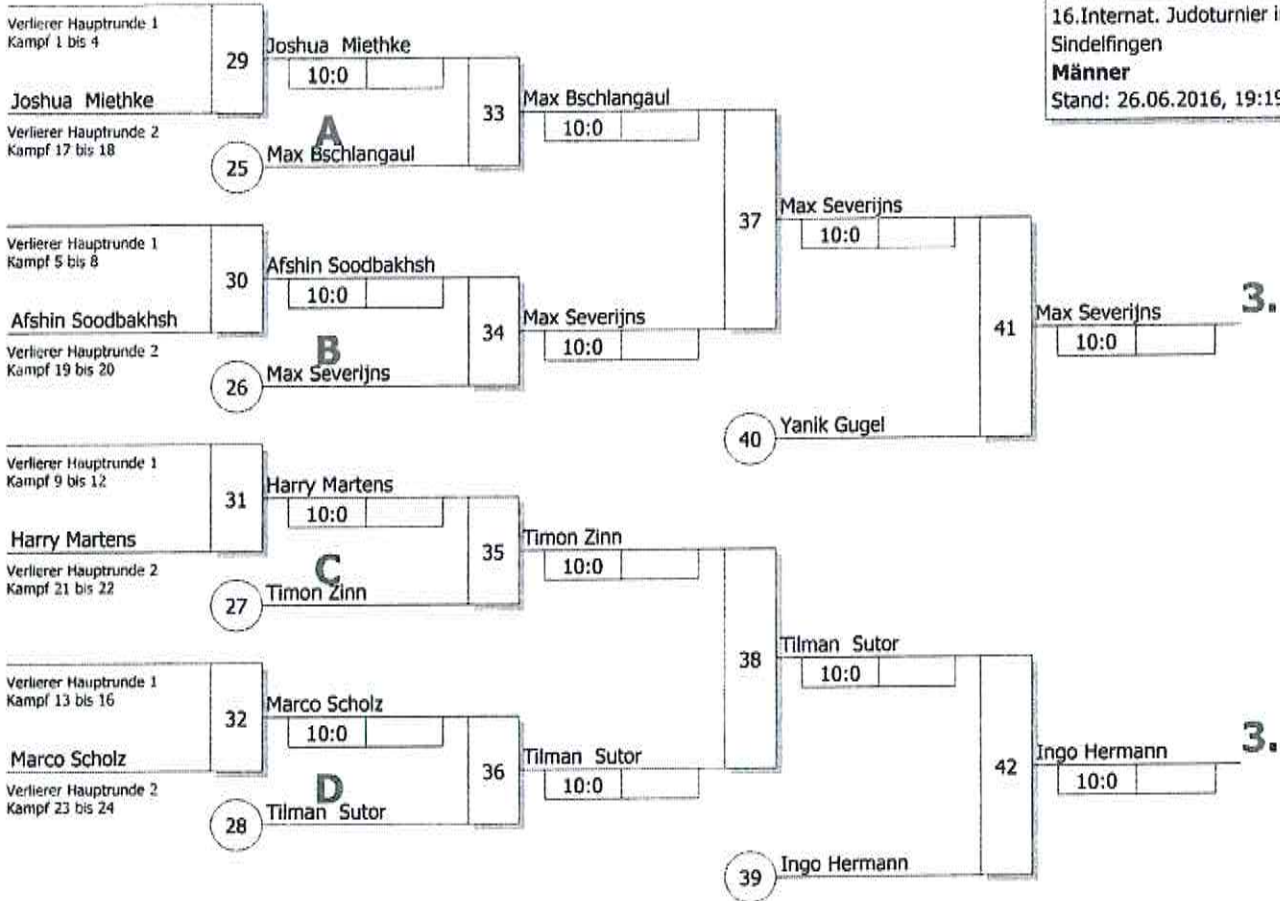 16.Internat. Judoturnier i
Sindelfingen
Männer
Stand: 26.06.2016, 19:19
Verlierer Hauptrunde 1
Kampf 1 bis 4
29
Joshua Miethke
10:0
Joshua Miethke
Verlierer Hauptrunde 2
Kampf 17 bis 18
A
25
Max Bschlangaul
33
Max Bschlangaul
10:0
Verlierer Hauptrunde 1
Kampf 5 bis 8
30
Afshin Soodbakhsh
10:0
Afshin Soodbakhsh
Verlierer Hauptrunde 2
Kampf 19 bis 20
B
26
Max Severijns
34
Max Severijns
10:0
37
Max Severijns
10:0
40
Yanik Gugel
41
Max Severijns
10:0
3.
Verlierer Hauptrunde 1
Kampf 9 bis 12
31
Harry Martens
10:0
Harry Martens
Verlierer Hauptrunde 2
Kampf 21 bis 22
C
27
Timon Zinn
35
Timon Zinn
10:0
Verlierer Hauptrunde 1
Kampf 13 bis 16
32
Marco Scholz
10:0
Marco Scholz
Verlierer Hauptrunde 2
Kampf 23 bis 24
D
28
Tilman Sutor
36
Tilman Sutor
10:0
38
Tilman Sutor
10:0
39
Ingo Hermann
42
Ingo Hermann
10:0
3.